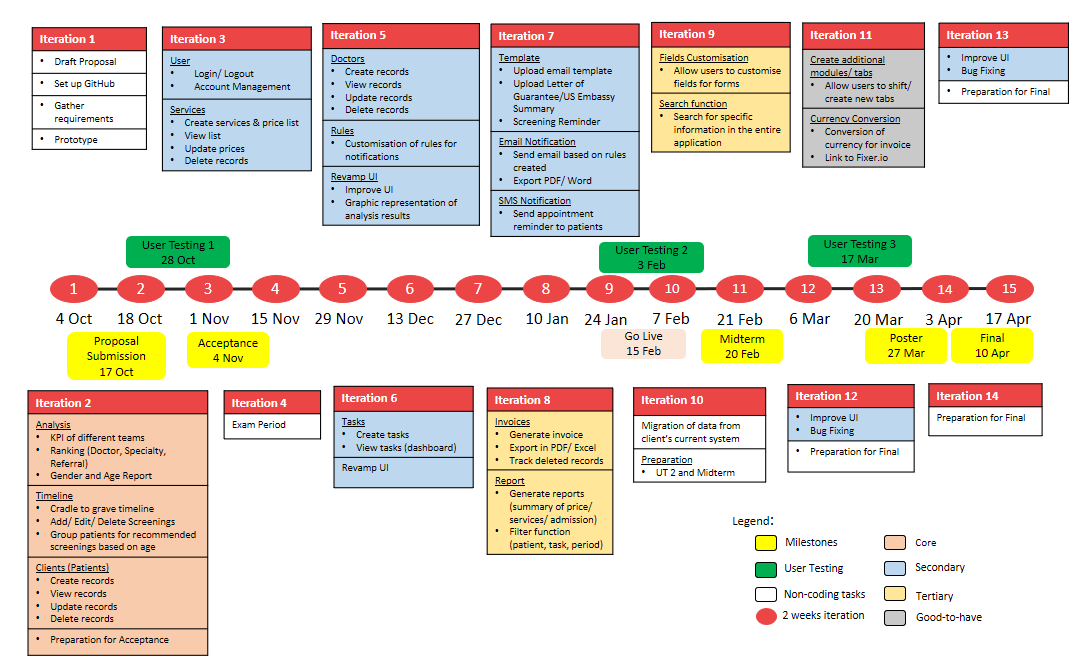 Iteration 1
Draft Proposal
Set up GitHub
Gather
requirements
Prototype
Iteration 3
User
Login/ Logout
Account Management
Services
Create services & price list
View list
Update prices
Delete records
Iteration 5
Doctors
Create records
View records
Update records
Delete records
Rules
Customisation of rules for
notifications
Revamp UI
Improve UI
Graphic representation of
analysis results
Iteration 7
Template
Upload email template
Upload Letter of
Guarantee/US Embassy
Summary
Screening Reminder
Email Notification
Send email based on rules
created
Export PDF/ Word
SMS Notification
Send appointment
reminder to patients
Iteration 9
Fields Customisation
Allow users to customise
fields for forms
Search function
Search for specific
information in the entire
application
Iteration 11
Create additional
modules/ tabs
Allow users to shift/
create new tabs
Currency Conversion
Conversion of
currency for invoice
Link to Fixer.io
Iteration 13
Improve UI
Bug Fixing
Preparation for Final
User Testing 1
28 Oct
User Testing 2
3 Feb
User Testing 3
17 Mar
1 2 3 4 5 6 7 8 9 10 11 12 13 14 15
4 Oct 18 Oct 1 Nov 15 Nov 29 Nov 13 Dec 27 Dec 10 Jan 24 Jan 7 Feb 21 Feb 6 Mar 20 Mar 3 Apr 17 Apr
Proposal
Submission
17 Oct
Acceptance
4 Nov
Go Live
15 Feb
Midterm
20 Feb
Poster
27 Mar
Final
10 Apr
Iteration 2
Analysis
KPI of different teams
Ranking (Doctor, Specialty,
Referral)
Gender and Age Report
Timeline
Cradle to grave timeline
Add/ Edit/ Delete Screenings
Group patients for recommended
screenings based on age
Clients (Patients)
Create records
View records
Update records
Delete records
Preparation for Acceptance
Iteration 4
Exam Period
Iteration 6
Tasks
Create tasks
View tasks (dashboard)
Revamp UI
Iteration 8
Invoices
Generate invoice
Export in PDF/ Excel
Track deleted records
Report
Generate reports
(summary of price/
services/ admission)
Filter function
(patient, task, period)
Iteration 10
Migration of data from
client's current system
Preparation
UT 2 and Midterm
Iteration 12
Improve UI
Bug Fixing
Preparation for Final
Iteration 14
Preparation for Final
Legend:
Milestones
Core
User Testing
Secondary
Non-coding tasks
Tertiary
2 weeks iteration
Good-to-have